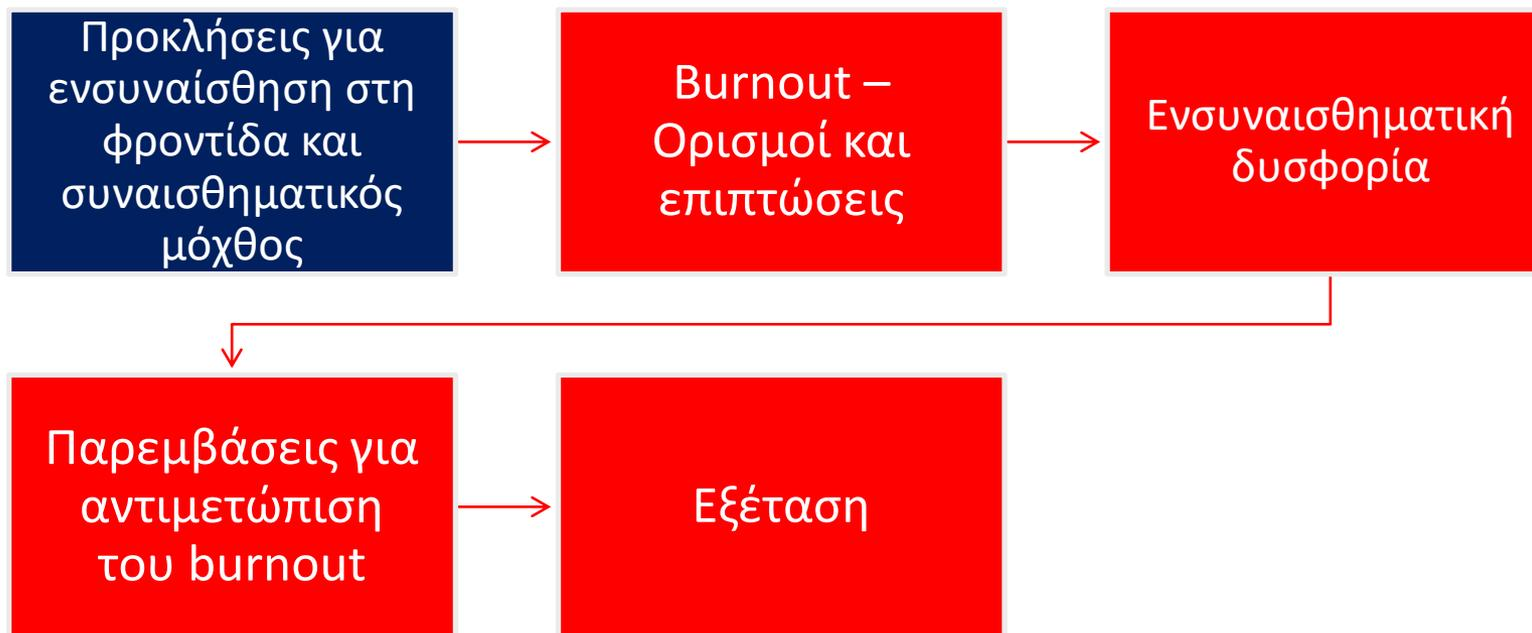 Προκλήσεις για
ενσυναίσθηση στη
φροντίδα και
συναισθηματικός
μόχθος
Burnout –
Ορισμοί και
επιπτώσεις
Ενσυναισθηματική
δυσφορία
Παρεμβάσεις για
αντιμετώπιση
του burnout
Εξέταση